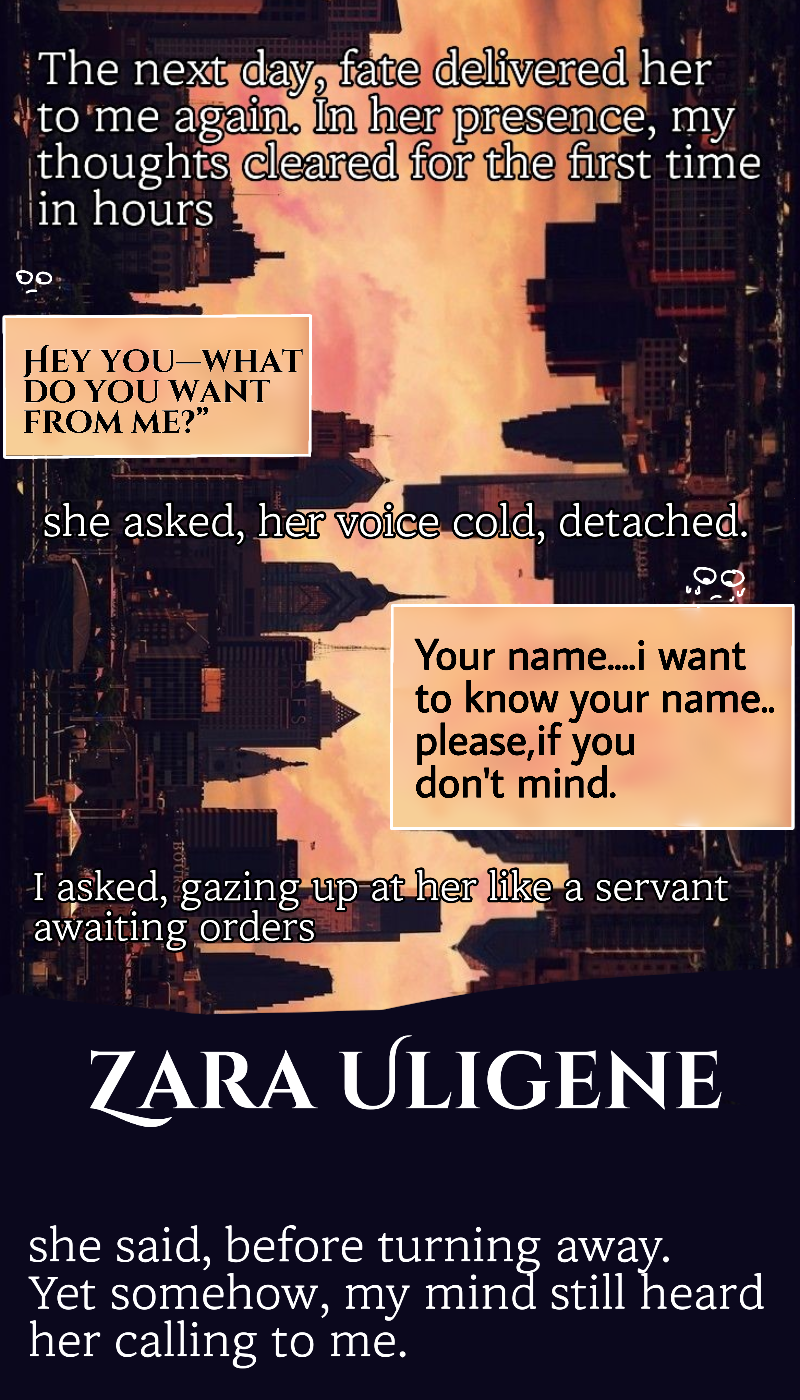 The next day, fate delivered her
to me again. In her presence, my
thoughts cleared for the first time
in hours
HEY YOU—WHAT
DO YOU WANT
FROM ME?”
she asked, her voice cold, detached.
Your name....i want
to know your name..
please,if you
don't mind.
I asked, gazing up at her like a servant
awaiting orders
ZARA ULIGENE
she said, before turning away.
Yet somehow, my mind still heard
her calling to me.